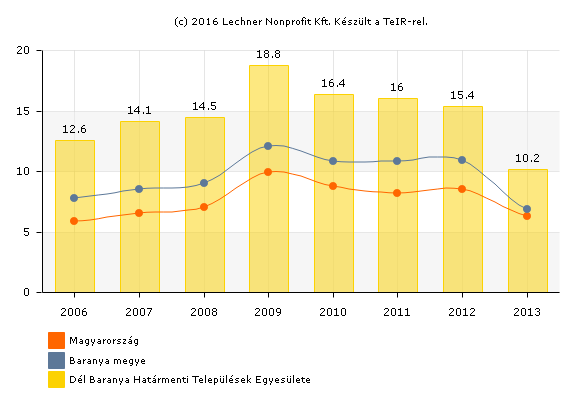 (c) 2016 Lechner Nonprofit Kft. Készült a TeIR-rel.
20
15
10
5
0
12.6
14.1
14.5
18.8
16.4
16
15.4
10.2
2006 2007 2008 2009 2010 2011 2012 2013
Magyarország
Baranya megye
Dél Baranya Határmenti Települések Egyesülete